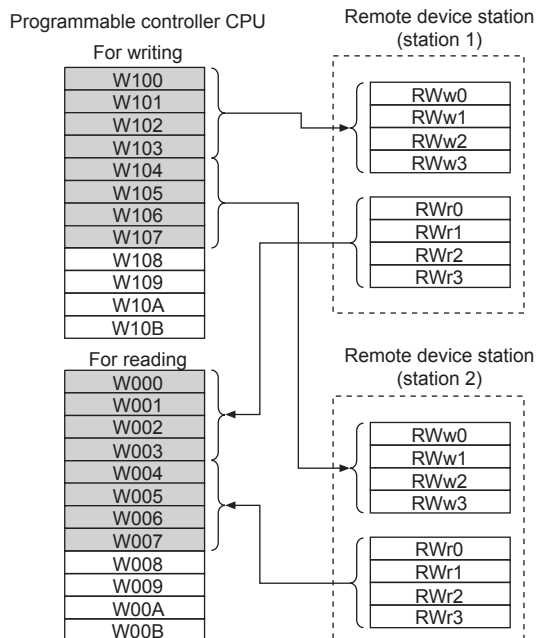 Programmable controller CPU
For writing
W100
W101
W102
W103
W104
W105
W106
W107
W108
W109
W10A
W10B
For reading
W000
W001
W002
W003
W004
W005
W006
W007
W008
W009
W00A
W00B
Remote device station
(station 1)
RWw0
RWw1
RWw2
RWw3
RWr0
RWr1
RWr2
RWr3
Remote device station
(station 2)
RWw0
RWw1
RWw2
RWw3
RWr0
RWr1
RWr2
RWr3